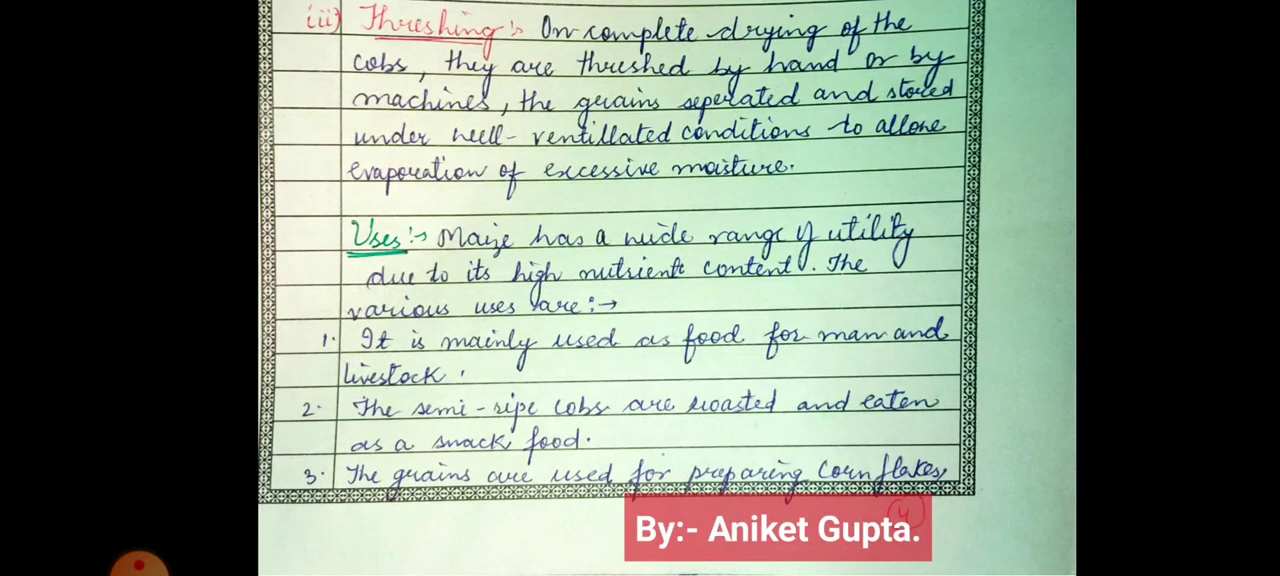 iii) Threshing:- On complete drying of the
cobs, they are threshed by hand or by
machines, the grains seperated and stored
under well-ventillated conditions to allow
evaporation of excessive moisture.
Uses:→ Maize has a wide range of utility
due to its high nutrient content. The
various uses are:→
1. It is mainly used as food for man and
livestock.
2. The semi-ripe cobs are roasted and eaten
as a snack food.
3. The grains are used for preparing cornflakes,
4
By:- Aniket Gupta.